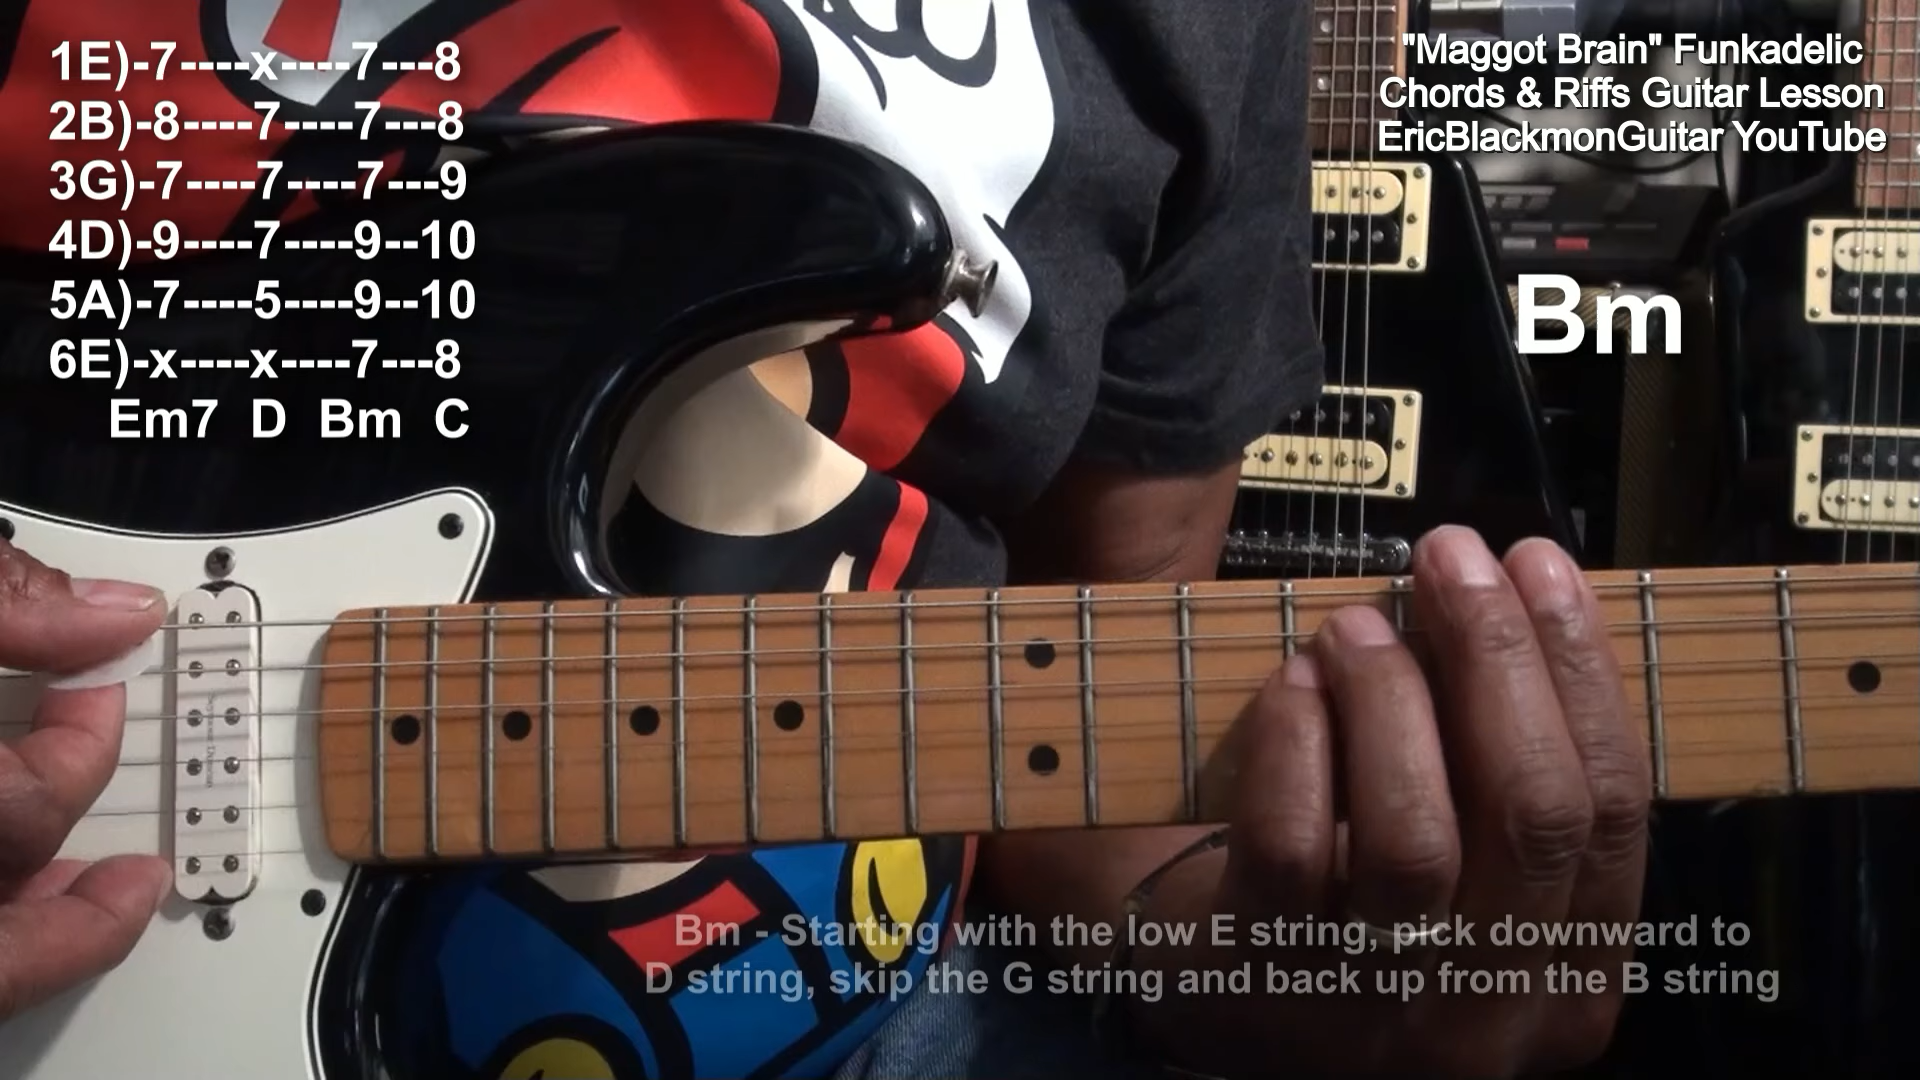 1E)-7----x----7---8
2B)-8----7----7---8
3G)-7----7----7---9
4D)-9----7----9--10
5A)-7----5----9--10
6E)-x----x----7---8
Em7 D Bm C
"Maggot Brain" Funkadelic
Chords & Riffs Guitar Lesson
EricBlackmonGuitar YouTube
Bm
Bm - Starting with the low E string, pick downward to
D string, skip the G string and back up from the B string